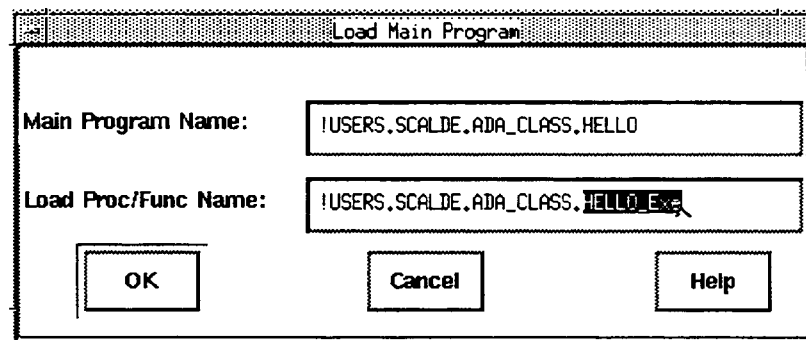 Load Main Program
Main Program Name: !USERS.SCALDE.ADA_CLASS.HELLO
Load Proc/Func Name: !USERS.SCALDE.ADA_CLASS.HELLO_Exe
OK Cancel Help